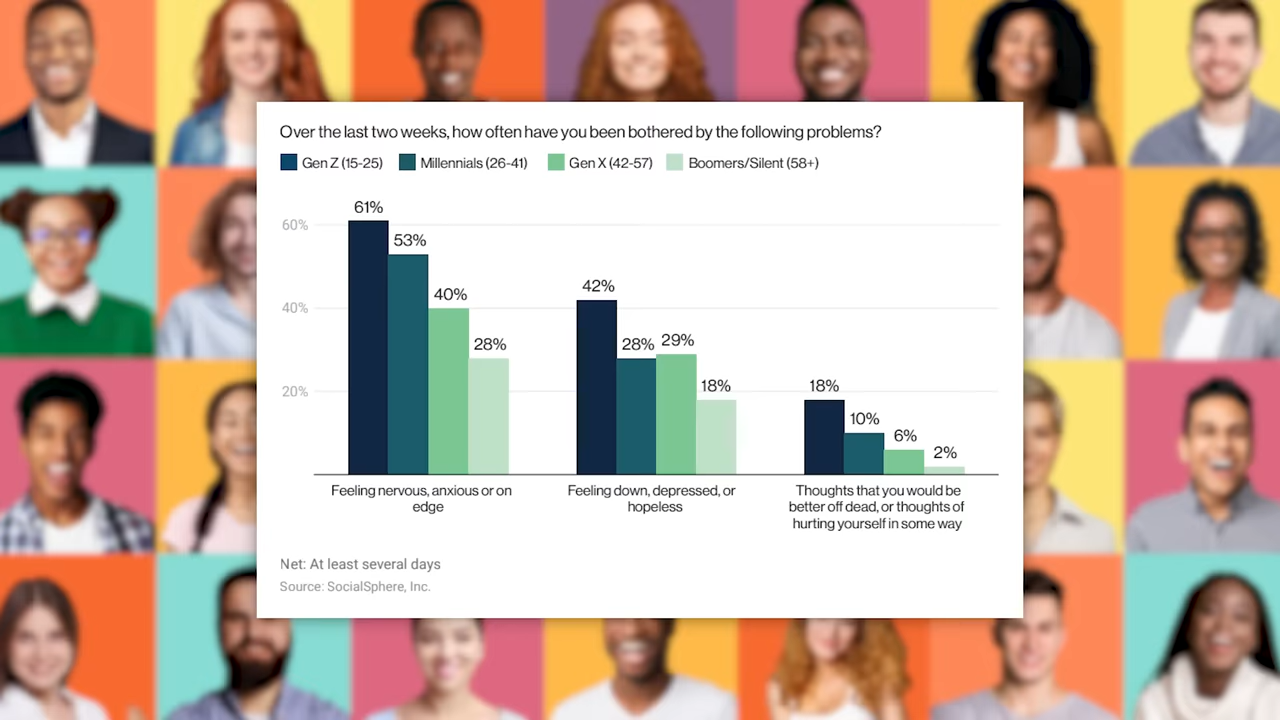 Over the last two weeks, how often have you been bothered by the following problems?
Gen Z (15-25) Millennials (26-41) Gen X (42-57) Boomers/Silent (58+)
61%
60%
53%
42%
40%
40%
28%
28%
29%
20%
18%
18%
10%
6%
2%
Feeling nervous, anxious or on
edge
Feeling down, depressed, or
hopeless
Thoughts that you would be
better off dead, or thoughts of
hurting yourself in some way
Net: At least several days
Source: SocialSphere, Inc.